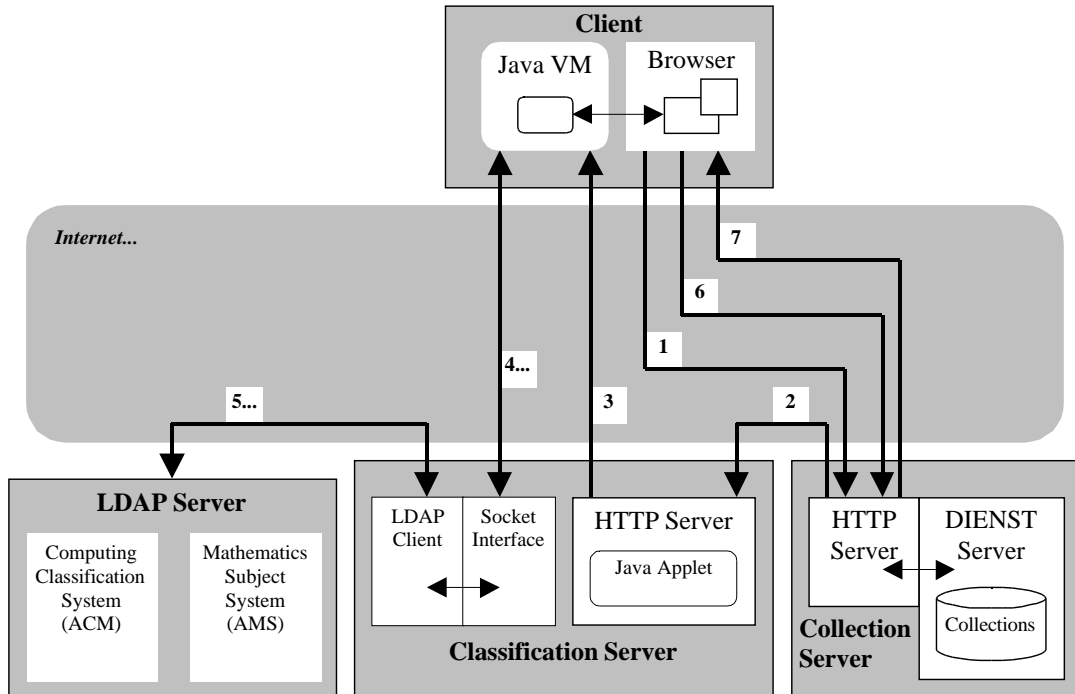 Client
Java VM
Browser
Internet...
7
6
1
4...
3
2
5...
LDAP Server
Computing
Classification
System
(ACM)
Mathematics
Subject
System
(AMS)
LDAP
Client
Socket
Interface
HTTP Server
Java Applet
Classification Server
HTTP
Server
DIENST
Server
Collections
Collection
Server